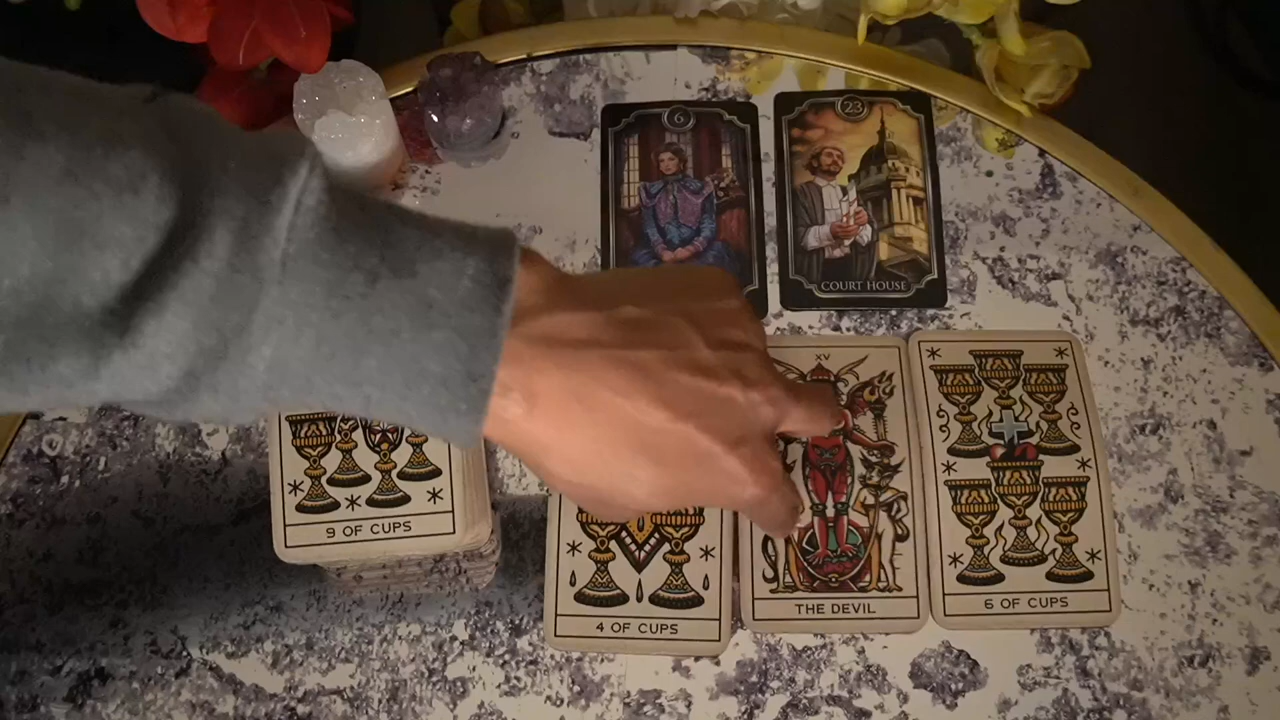 6
23
COURT HOUSE
XV
9 OF CUPS
4 OF CUPS
THE DEVIL
6 OF CUPS